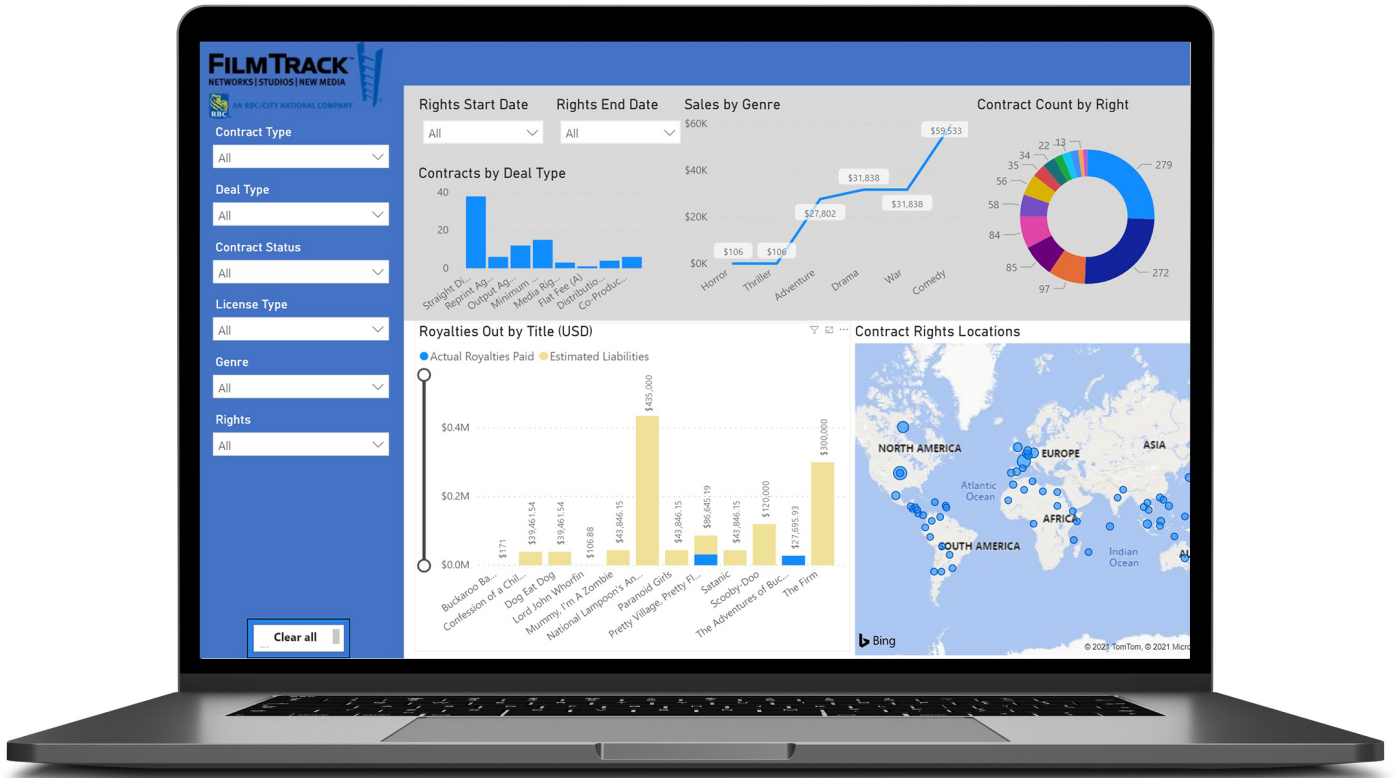 FILMTRACK
NETWORKS | STUDIOS | NEW MEDIA
RBC
AN RBC/CITY NATIONAL COMPANY
Contract Type
All
Deal Type
All
Contract Status
All
License Type
All
Genre
All
Rights
All
Clear all
Rights Start Date
All
Rights End Date
All
Contracts by Deal Type
40
20
0
Straight Di...
Reprint Ag...
Output Ag...
Minimum ...
Media Rig...
Flat Fee (A)
Distributio...
Co-Produc...
Sales by Genre
$60K
$40K
$20K
$0K
$106
$106
$27,802
$31,838
$31,838
$59,533
Horror
Thriller
Adventure
Drama
War
Comedy
Contract Count by Right
279
272
97
85
84
58
56
35
34
22
13
Royalties Out by Title (USD)
Actual Royalties Paid
Estimated Liabilities
$0.4M
$0.2M
$0.0M
$171
$39,461.54
$39,461.54
$106.88
$43,846.15
$435,000
$43,846.15
$86,645.19
$43,846.15
$120,000
$27,695.93
$300,000
Buckaroo Ba...
Confession of a Chil...
Dog Eat Dog
Lord John Whorfin
Mummy, I'm A Zombie
National Lampoon's An...
Paranoid Girls
Pretty Village, Pretty Fl...
Satanic
Scooby-Doo
The Adventures of Buc...
The Firm
Contract Rights Locations
NORTH AMERICA
EUROPE
ASIA
Atlantic
Ocean
AFRICA
SOUTH AMERICA
Indian
Ocean
AU
Bing
© 2021 TomTom, © 2021 Micro